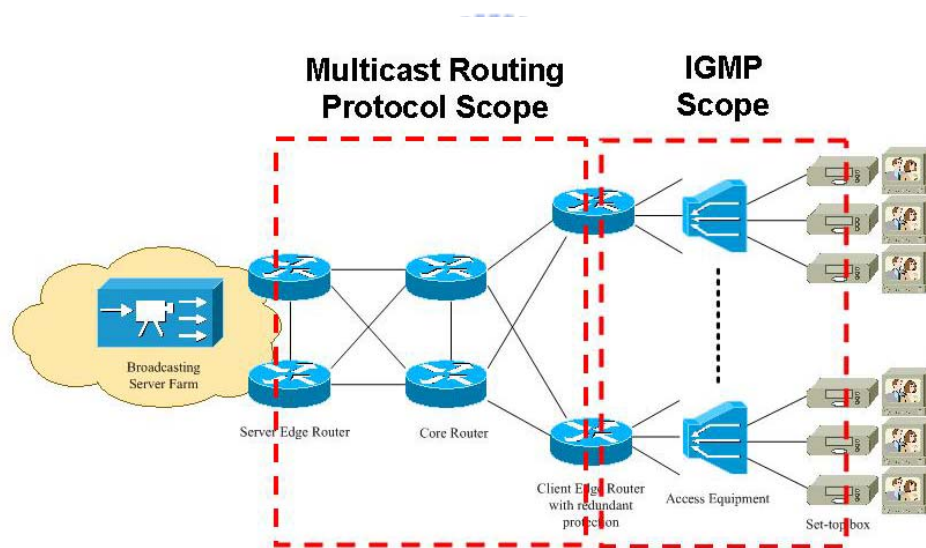 Multicast Routing
Protocol Scope
IGMP
Scope
Broadcasting
Server Farm
Server Edge Router
Core Router
Client Edge Router
with redundant
protection
Access Equipment
Set-top box